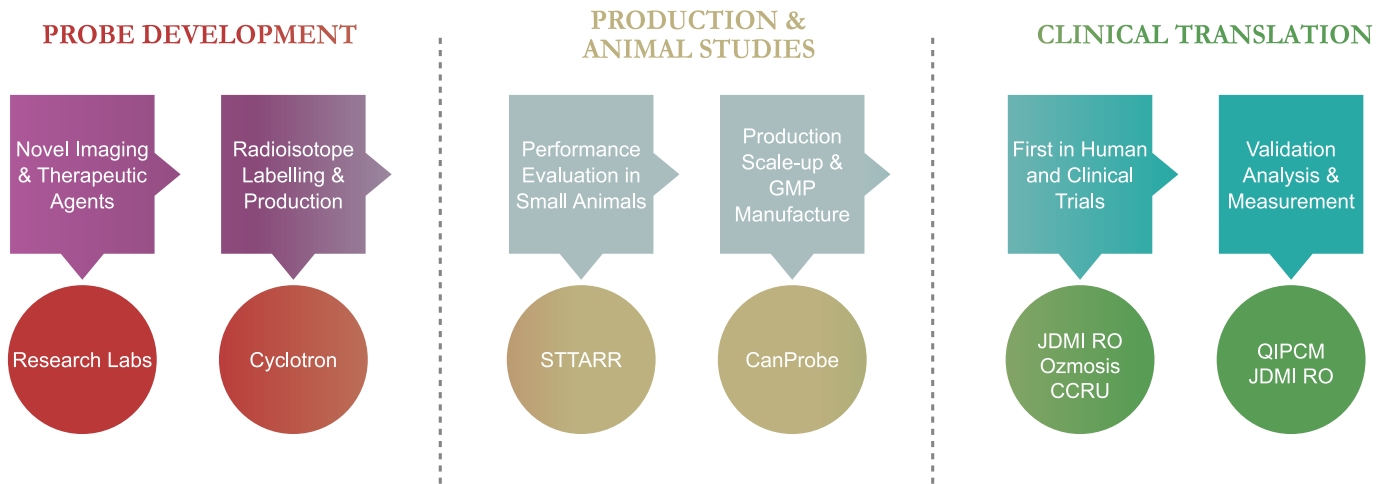 PROBE DEVELOPMENT
Novel Imaging
& Therapeutic
Agents
Radioisotope
Labelling &
Production
Research Labs
Cyclotron
PRODUCTION &
ANIMAL STUDIES
Performance
Evaluation in
Small Animals
Production
Scale-up &
GMP
Manufacture
STTARR
CanProbe
CLINICAL TRANSLATION
First in Human
and Clinical
Trials
Validation
Analysis &
Measurement
JDMI RO
Ozmosis
CCRU
QIPCM
JDMI RO